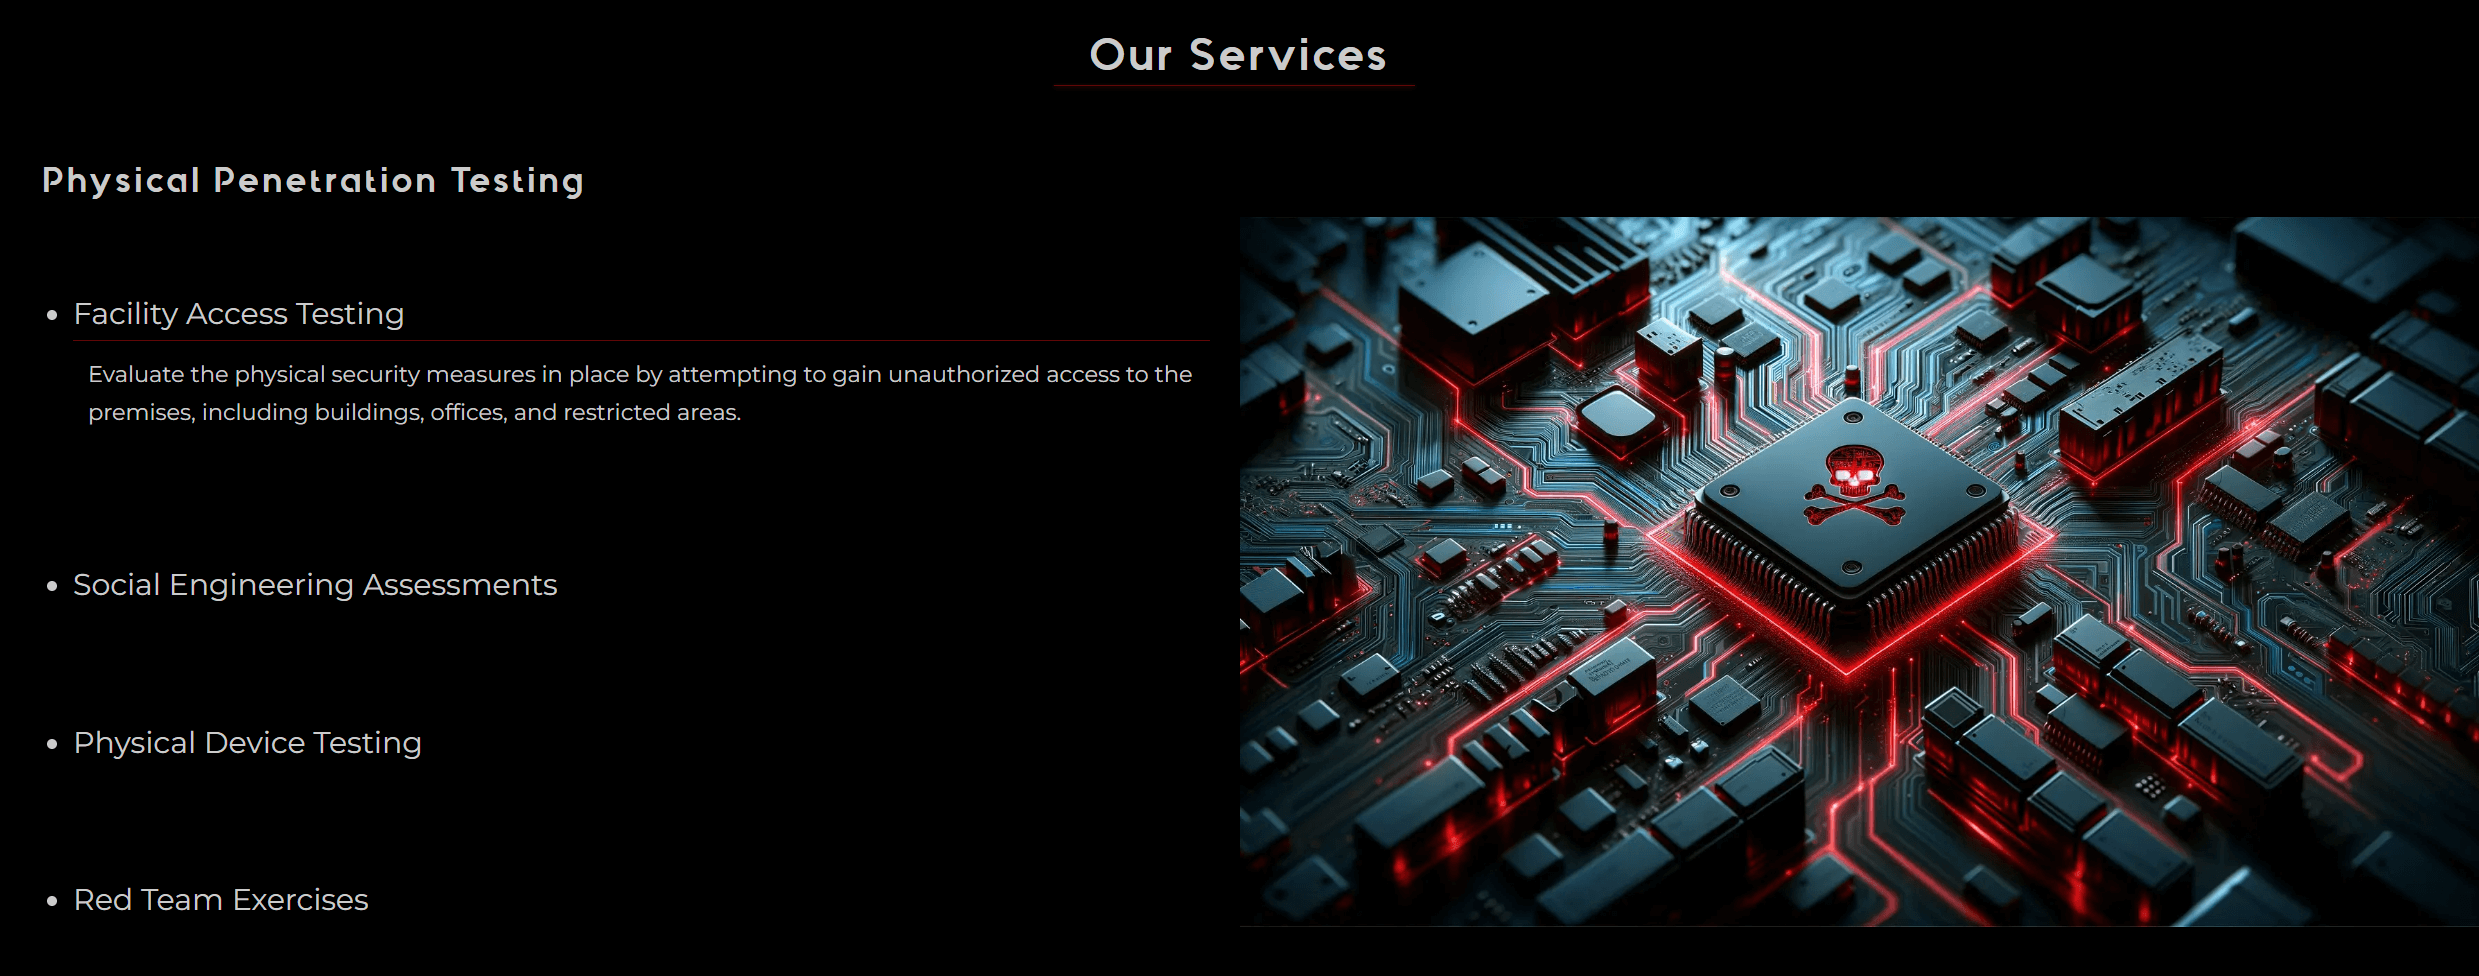 Our Services
Physical Penetration Testing
Facility Access Testing
Evaluate the physical security measures in place by attempting to gain unauthorized access to the
premises, including buildings, offices, and restricted areas.
Social Engineering Assessments
Physical Device Testing
Red Team Exercises